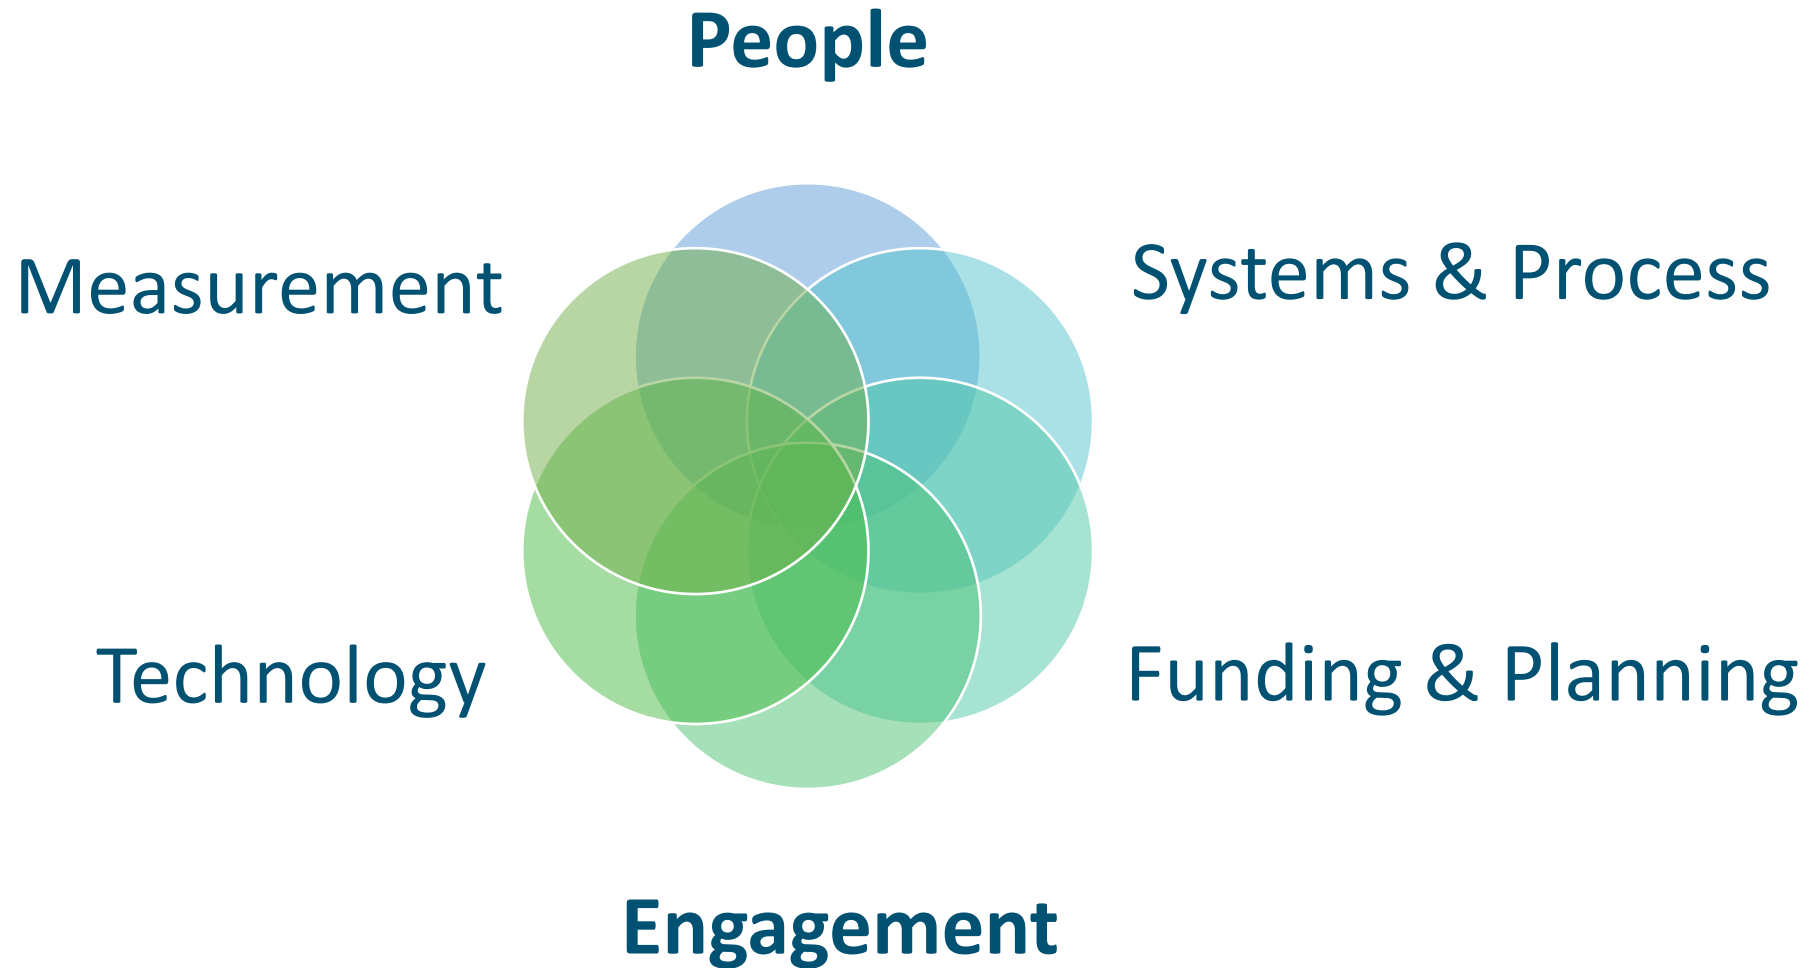 People
Measurement
Systems & Process
Technology
Funding & Planning
Engagement